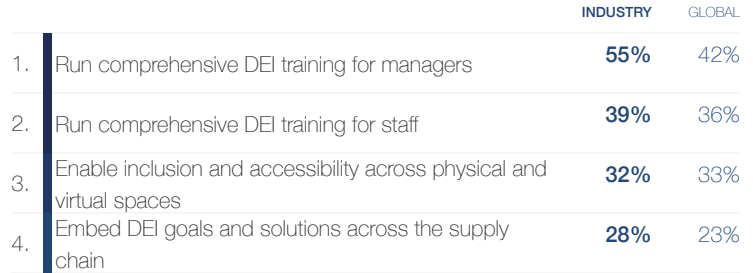 INDUSTRY GLOBAL
1. Run comprehensive DEI training for managers 55% 42%
2. Run comprehensive DEI training for staff 39% 36%
Enable inclusion and accessibility across physical and
3. virtual spaces 32% 33%
Embed DEI goals and solutions across the supply
4. chain 28% 23%